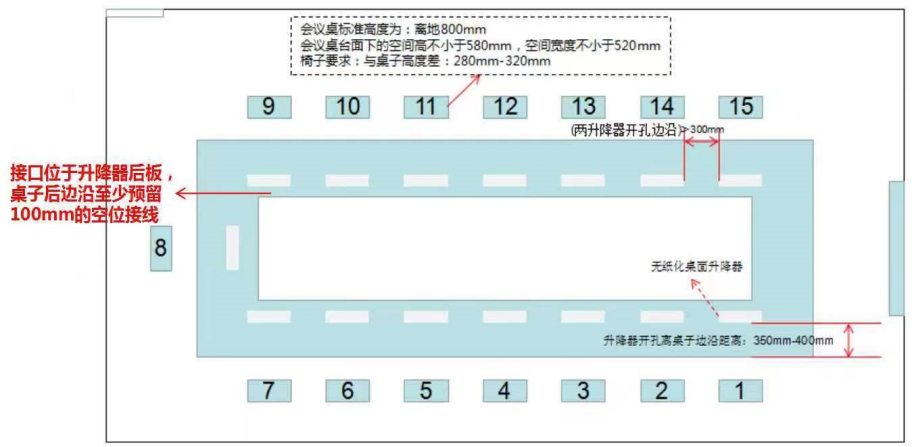 会议桌标准高度为：离地800mm
会议桌台面下的空间高不小于580mm，空间宽度不小于520mm
椅子要求：与桌子高度差：280mm-320mm
9 10 11 12 13 14 15
(两升降器开孔边沿)>300mm
接口位于升降器后板，
桌子后边沿至少预留
100mm的空位接线
8
无纸化桌面升降器
升降器开孔离桌子边沿距离：350mm-400mm
7 6 5 4 3 2 1